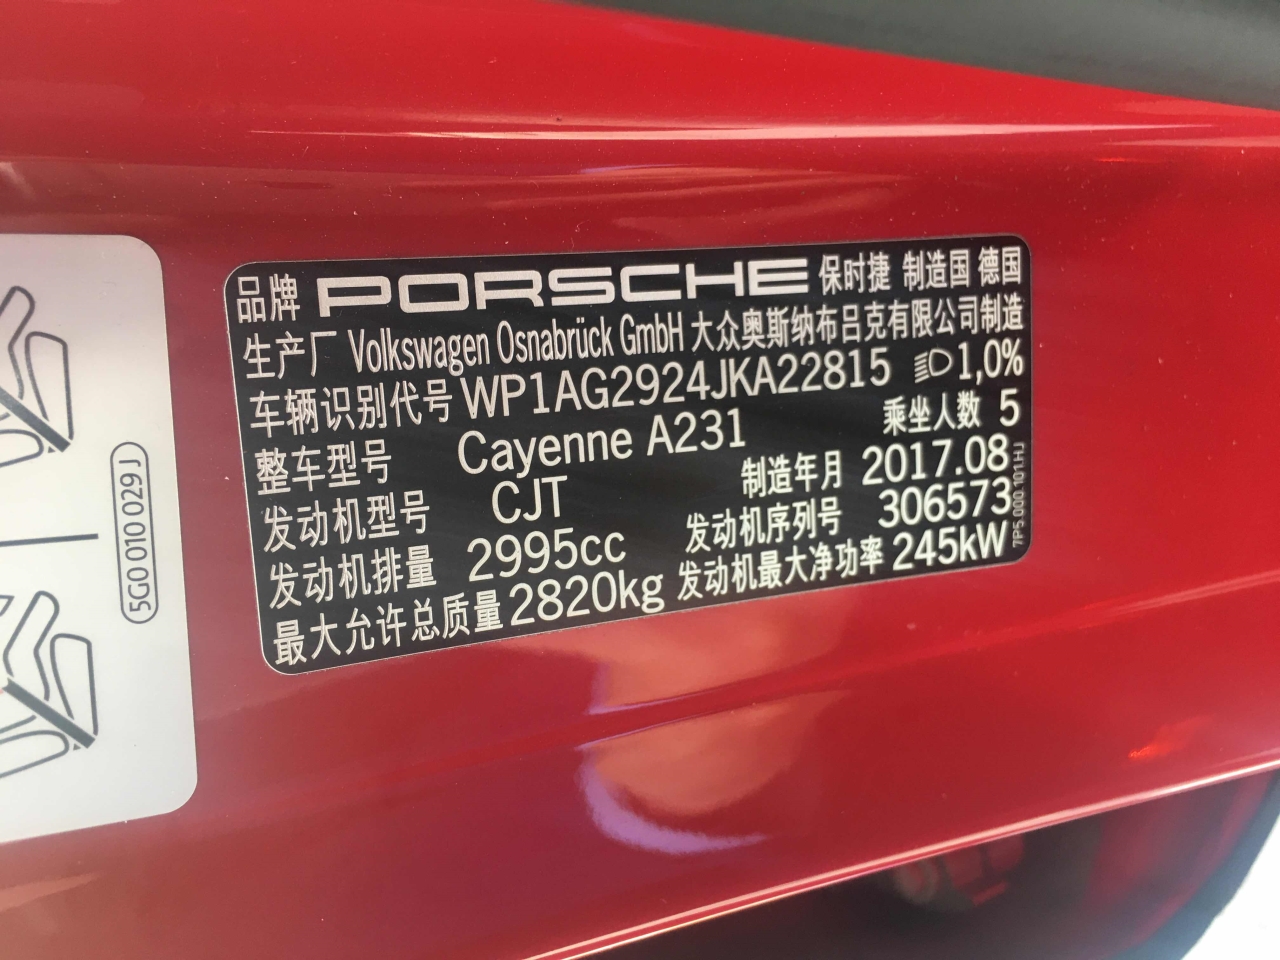 品牌 PORSCHE 保时捷 制造国 德国
生产厂 Volkswagen Osnabrück GmbH 大众奥斯纳布吕克有限公司制造
车辆识别代号 WP1AG2924JKA22815 1,0%
整车型号 Cayenne A231 乘坐人数 5
发动机型号 CJT 制造年月 2017.08
发动机排量 2995cc 发动机序列号 306573
最大允许总质量 2820kg 发动机最大净功率 245kW
7P5.000.101.HJ
5G0 010 029 J